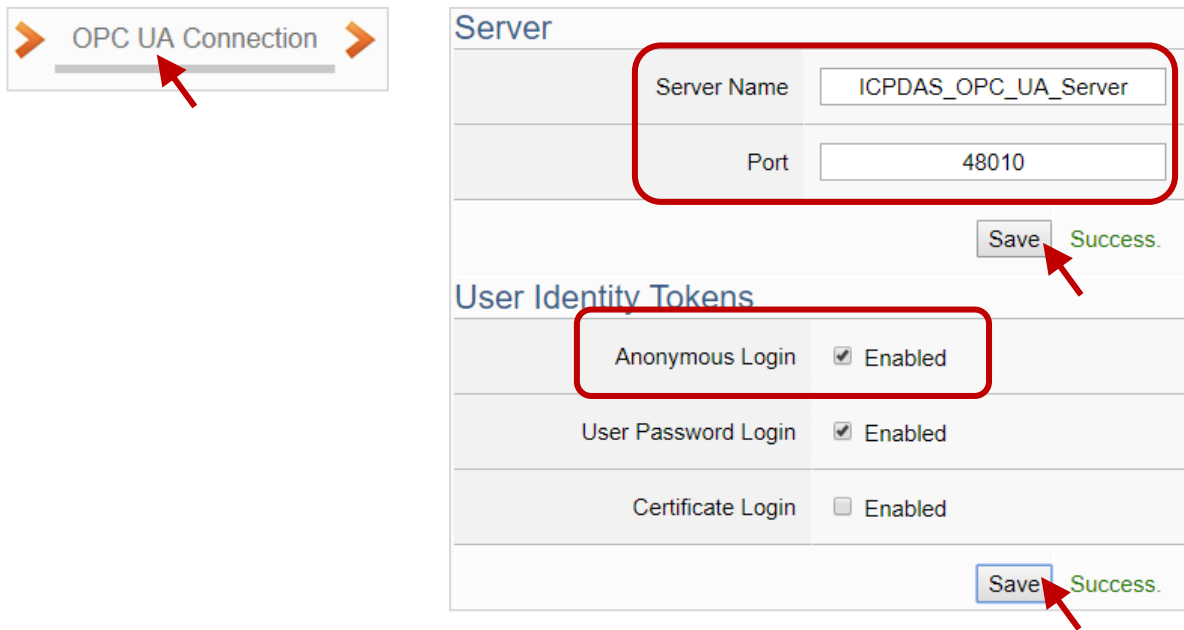 OPC UA Connection
Server
Server Name ICPDAS_OPC_UA_Server
Port 48010
Save Success.
User Identity Tokens
Anonymous Login Enabled
User Password Login Enabled
Certificate Login Enabled
Save Success.